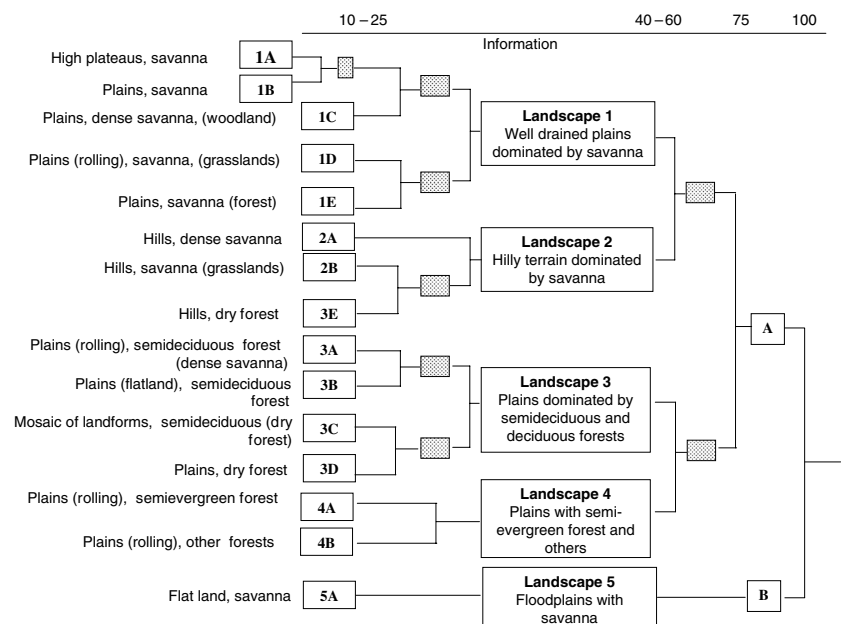 10 – 25 40 – 60 75 100
Information
High plateaus, savanna 1A
Plains, savanna 1B
Plains, dense savanna, (woodland) 1C
Plains (rolling), savanna, (grasslands) 1D
Plains, savanna (forest) 1E
Landscape 1
Well drained plains
dominated by savanna
Hills, dense savanna 2A
Hills, savanna (grasslands) 2B
Hills, dry forest 3E
Landscape 2
Hilly terrain dominated
by savanna
A
Plains (rolling), semideciduous forest
(dense savanna)
3A
Plains (flatland), semideciduous
forest
3B
Mosaic of landforms, semideciduous (dry
forest)
3C
Plains, dry forest 3D
Landscape 3
Plains dominated by
semideciduous and
deciduous forests
Plains (rolling), semievergreen forest 4A
Plains (rolling), other forests 4B
Landscape 4
Plains with semi-
evergreen forest and
others
Flat land, savanna 5A
Landscape 5
Floodplains with
savanna
B